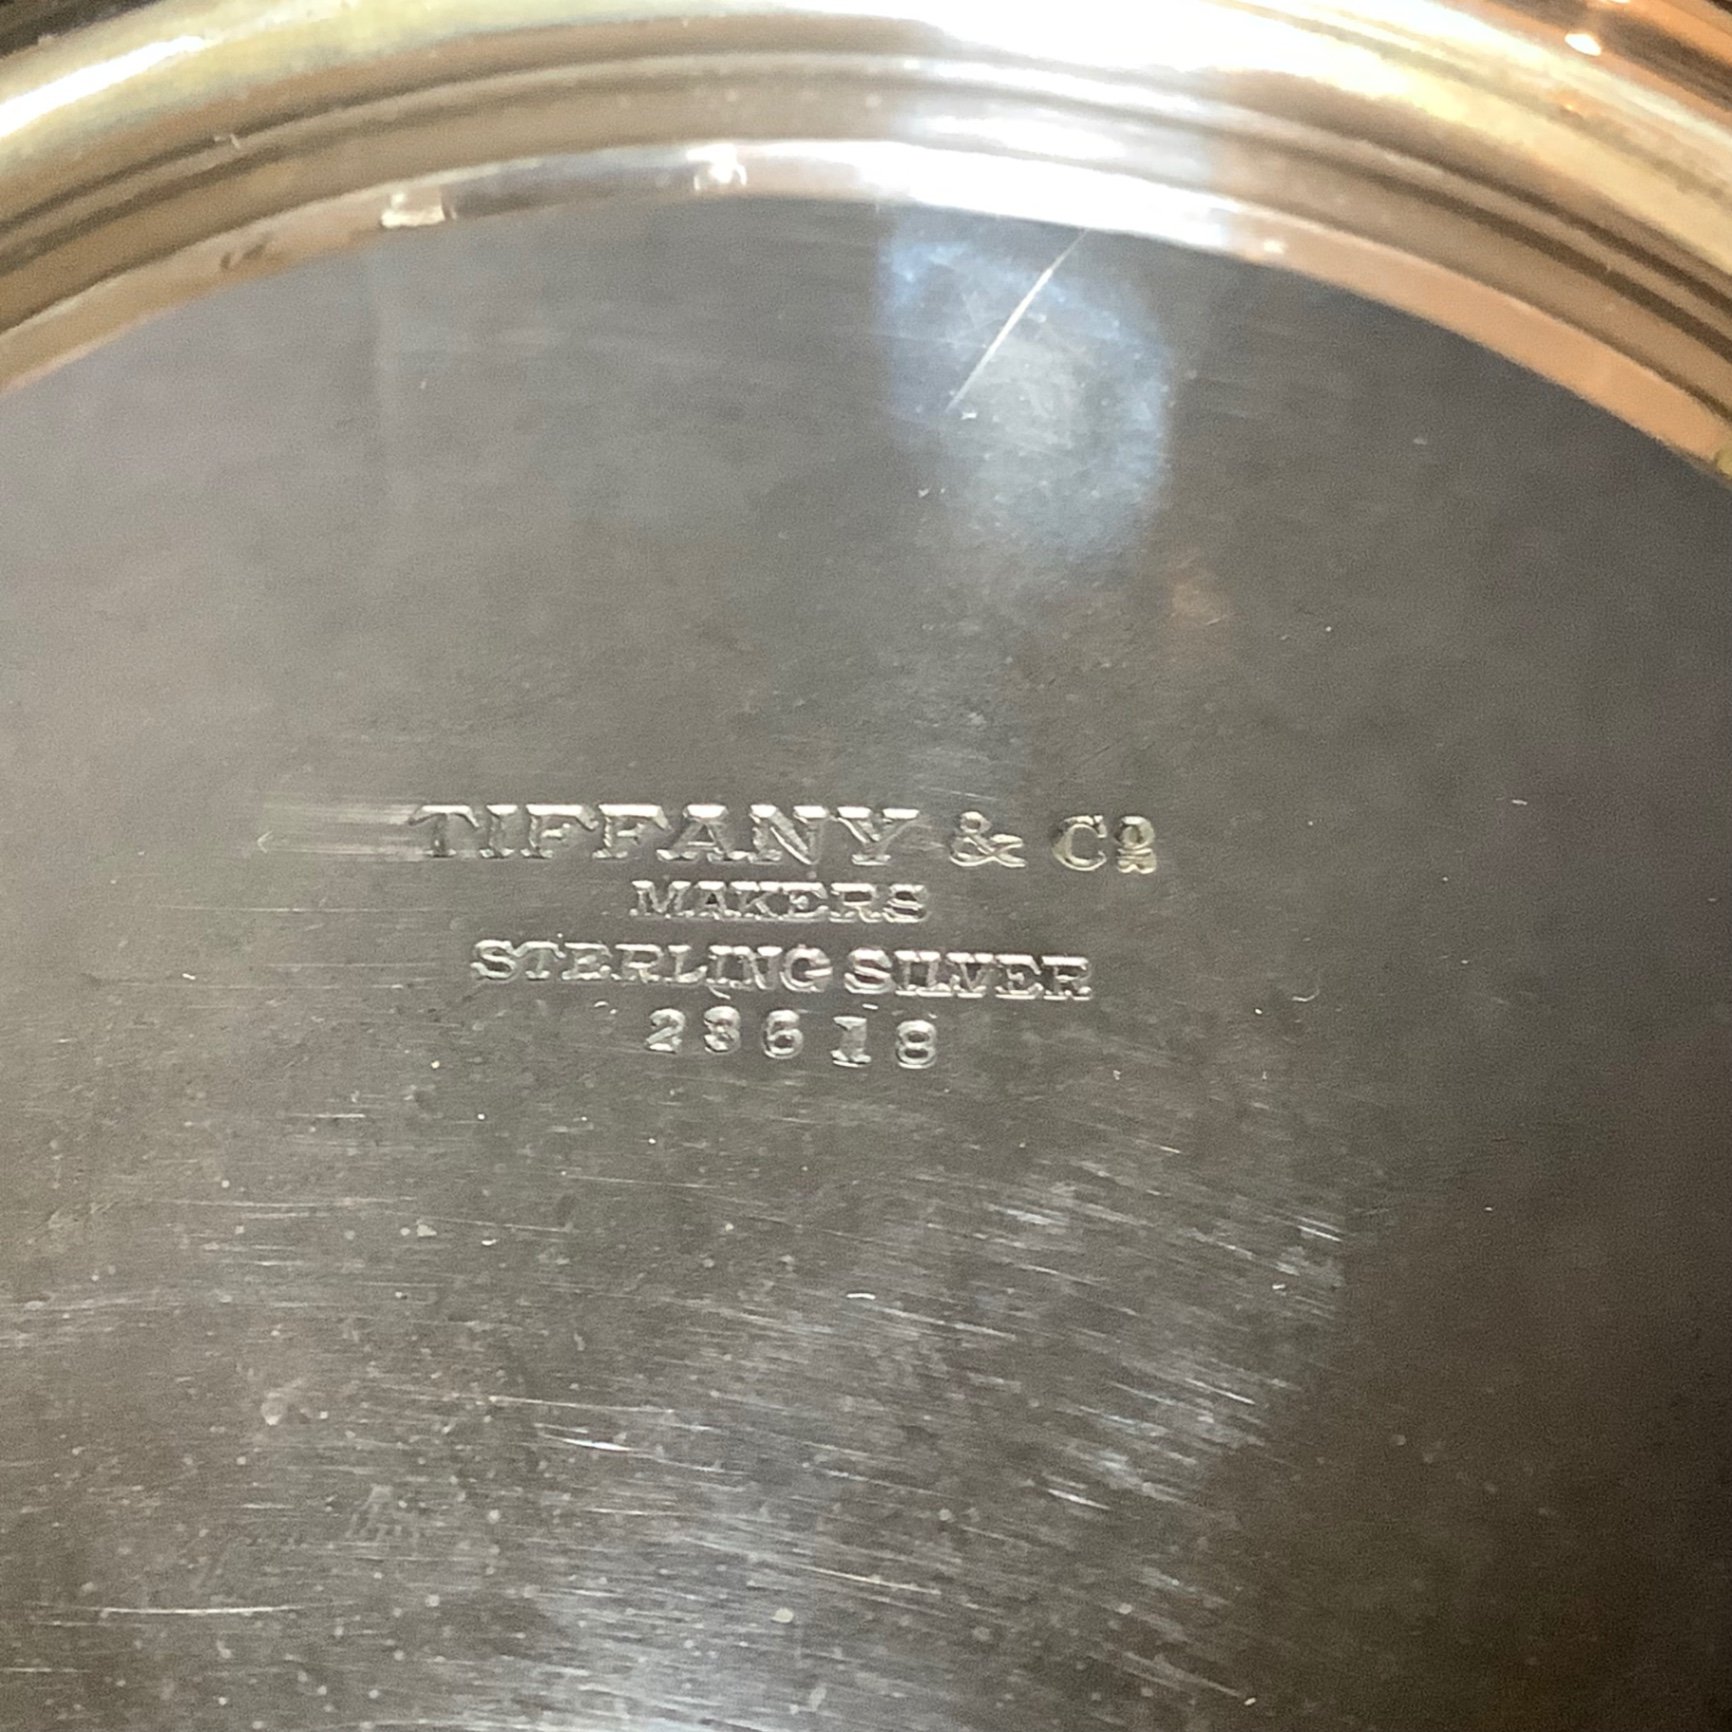 TIFFANY & Cº
MAKERS
STERLING SILVER
23618